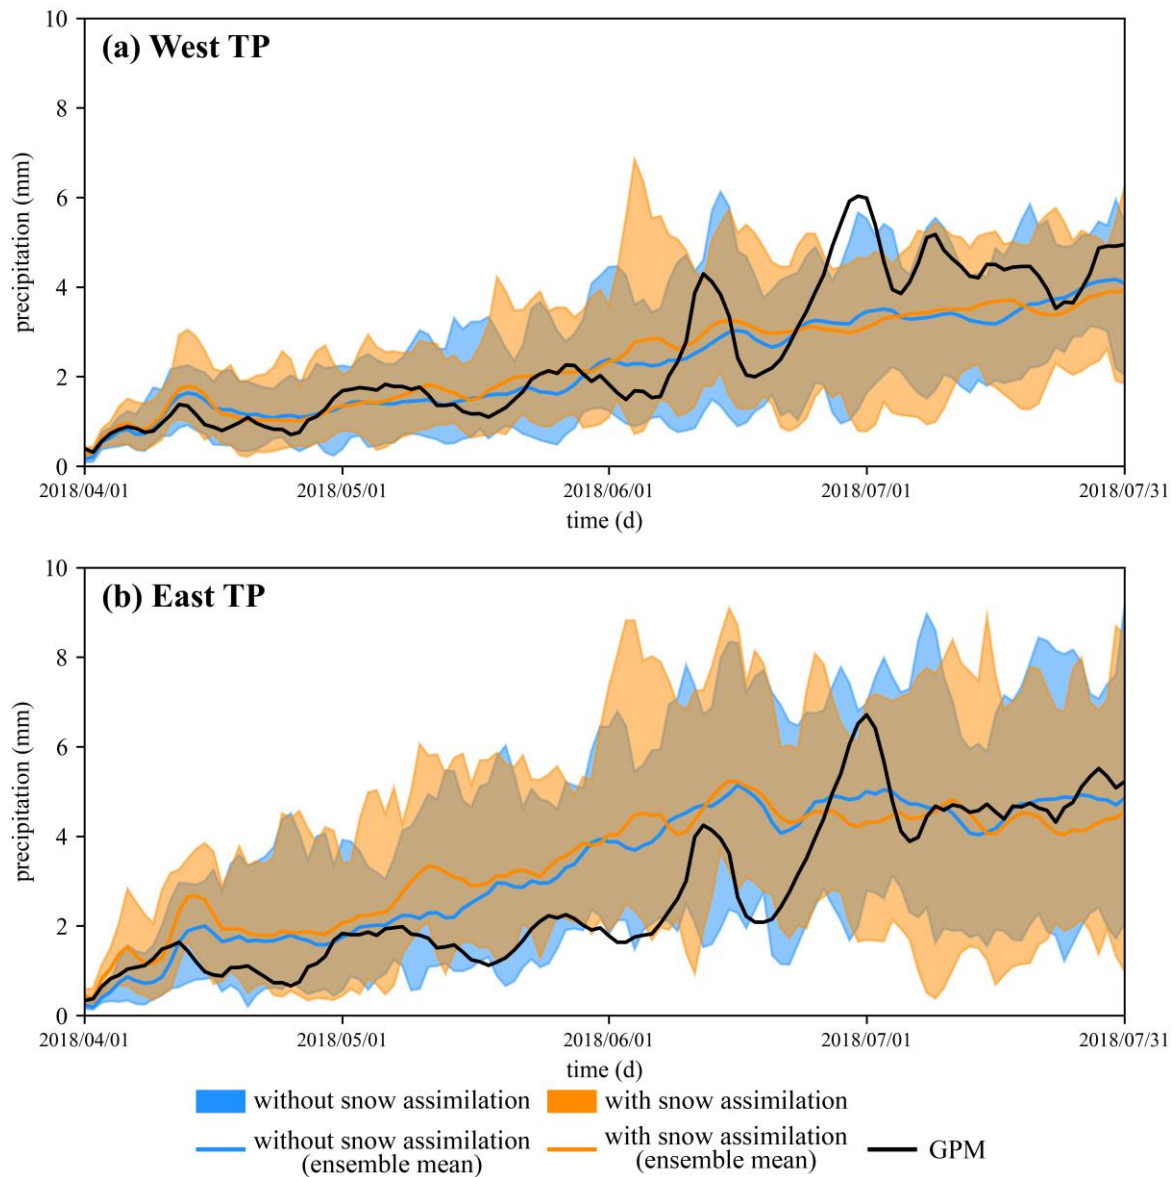 (a) West TP
precipitation (mm)
10
8
6
4
2
0
2018/04/01 2018/05/01 2018/06/01 2018/07/01 2018/07/31
time (d)
(b) East TP
precipitation (mm)
10
8
6
4
2
0
2018/04/01 2018/05/01 2018/06/01 2018/07/01 2018/07/31
time (d)
without snow assimilation with snow assimilation
without snow assimilation
(ensemble mean)
with snow assimilation
(ensemble mean)
GPM